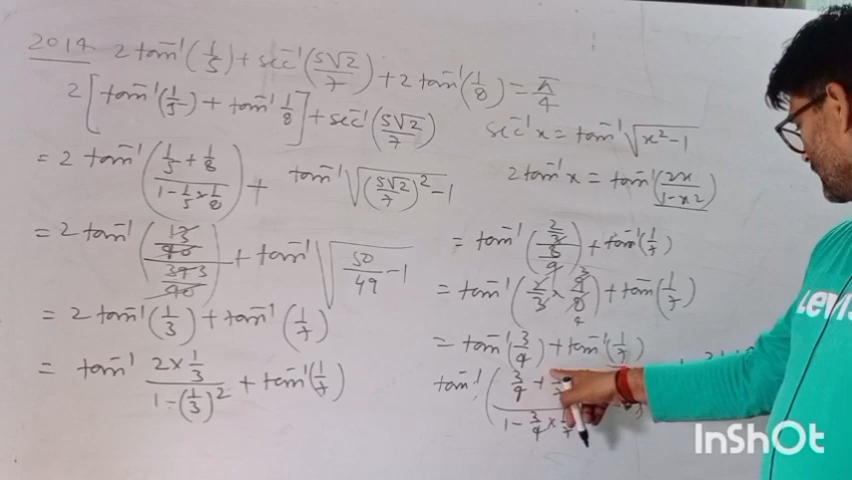 2014 2 tan⁻¹(1/5) + sec⁻¹(5√2/7) + 2 tan⁻¹(1/8) = π/4
2[tan⁻¹(1/5) + tan⁻¹ 1/8] + sec⁻¹(5√2/7)
= 2 tan⁻¹((1/5 + 1/8)/(1 - 1/5 × 1/8)) + tan⁻¹ √((5√2/7)² - 1)
= 2 tan⁻¹((13/40)/(39/40)) + tan⁻¹ √(50/49 - 1)
= 2 tan⁻¹(1/3) + tan⁻¹(1/7)
= tan⁻¹ (2 × 1/3)/(1 - (1/3)²) + tan⁻¹(1/7)
sec⁻¹ x = tan⁻¹ √(x² - 1)
2 tan⁻¹ x = tan⁻¹(2x/(1 - x2))
= tan⁻¹((2/3)/(8/9)) + tan⁻¹(1/7)
= tan⁻¹(2/3 × 9/8) + tan⁻¹(1/7)
= tan⁻¹(3/4) + tan⁻¹(1/7)
tan⁻¹((3/4 +
1 - 3/4 ×
Levi's
InShOt